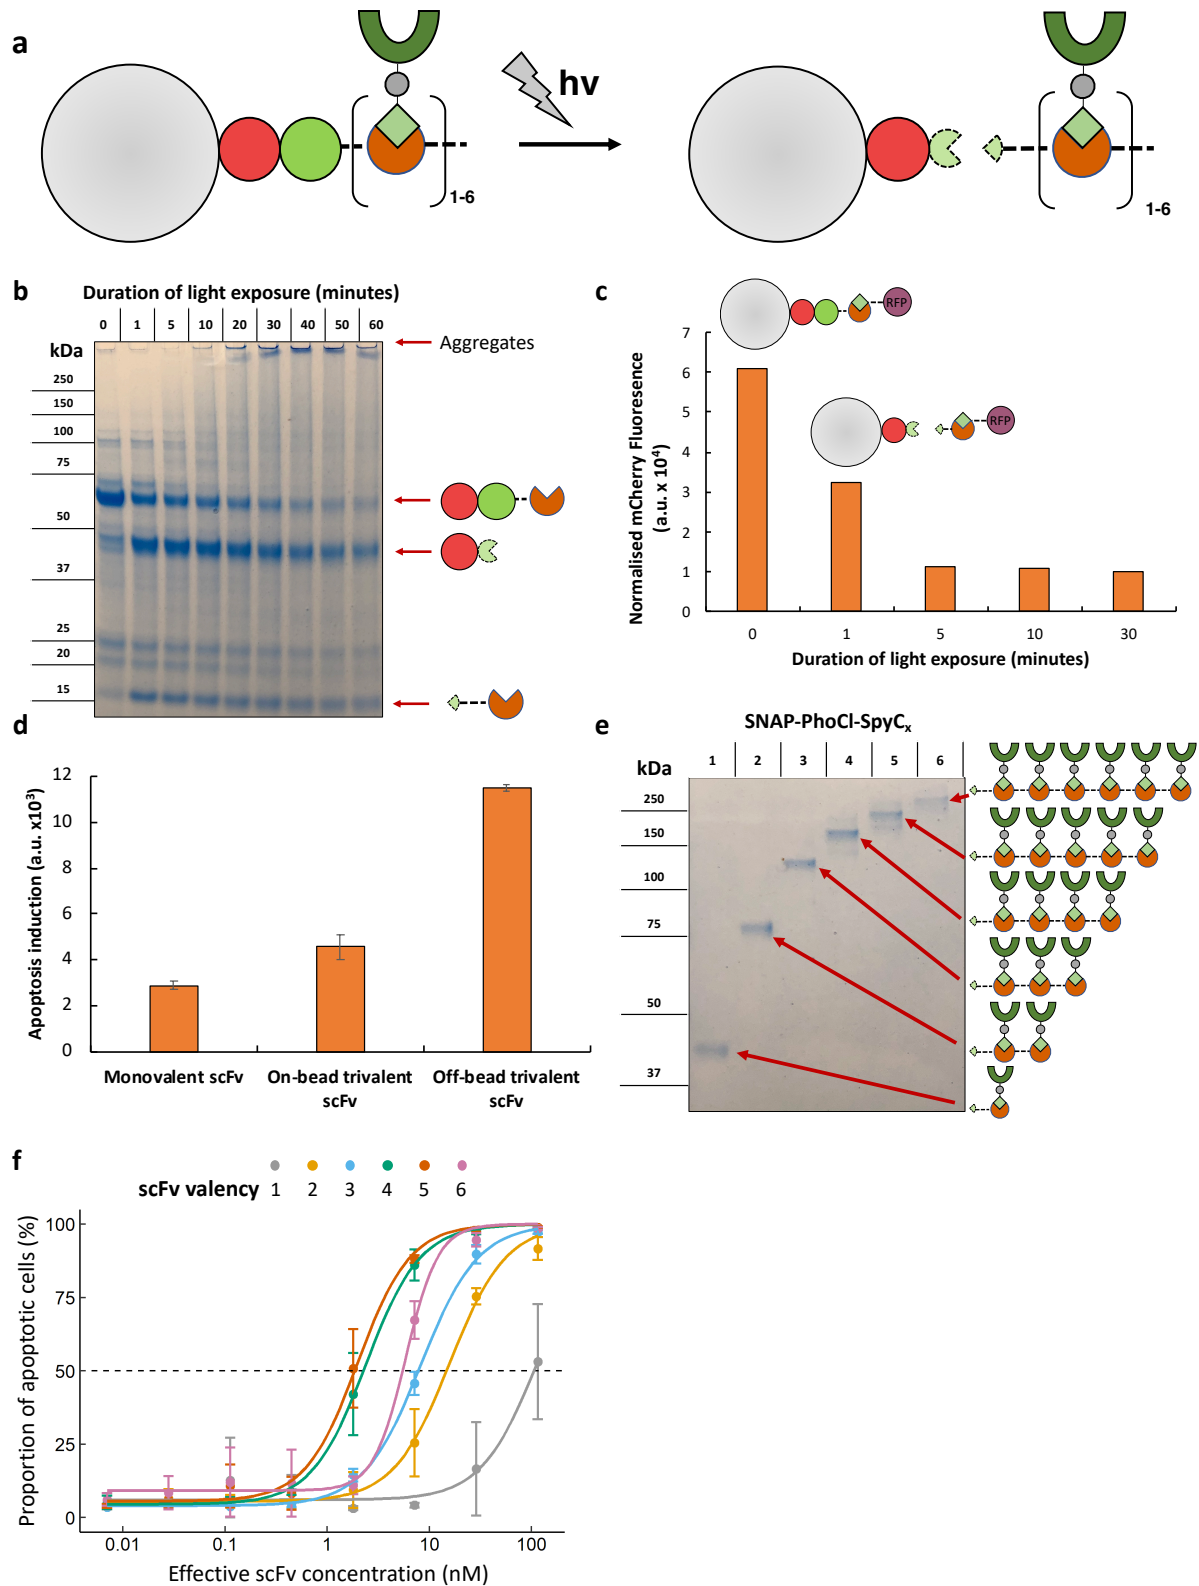 a
hv
1-6
1-6
b
Duration of light exposure (minutes)
0 1 5 10 20 30 40 50 60
kDa
Aggregates
250
150
100
75
50
37
25
20
15
c
Normalised mCherry Fluoresence
(a.u. x 10⁴)
7
6
5
4
3
2
1
0
RFP
RFP
0 1 5 10 30
Duration of light exposure (minutes)
d
Apoptosis induction (a.u. x10³)
12
10
8
6
4
2
0
Monovalent scFv
On-bead trivalent
scFv
Off-bead trivalent
scFv
e
SNAP-PhoCl-SpyCₓ
1 2 3 4 5 6
kDa
250
150
100
75
50
37
f
scFv valency 1 2 3 4 5 6
Proportion of apoptotic cells (%)
100
75
50
25
0
0.01 0.1 1 10 100
Effective scFv concentration (nM)